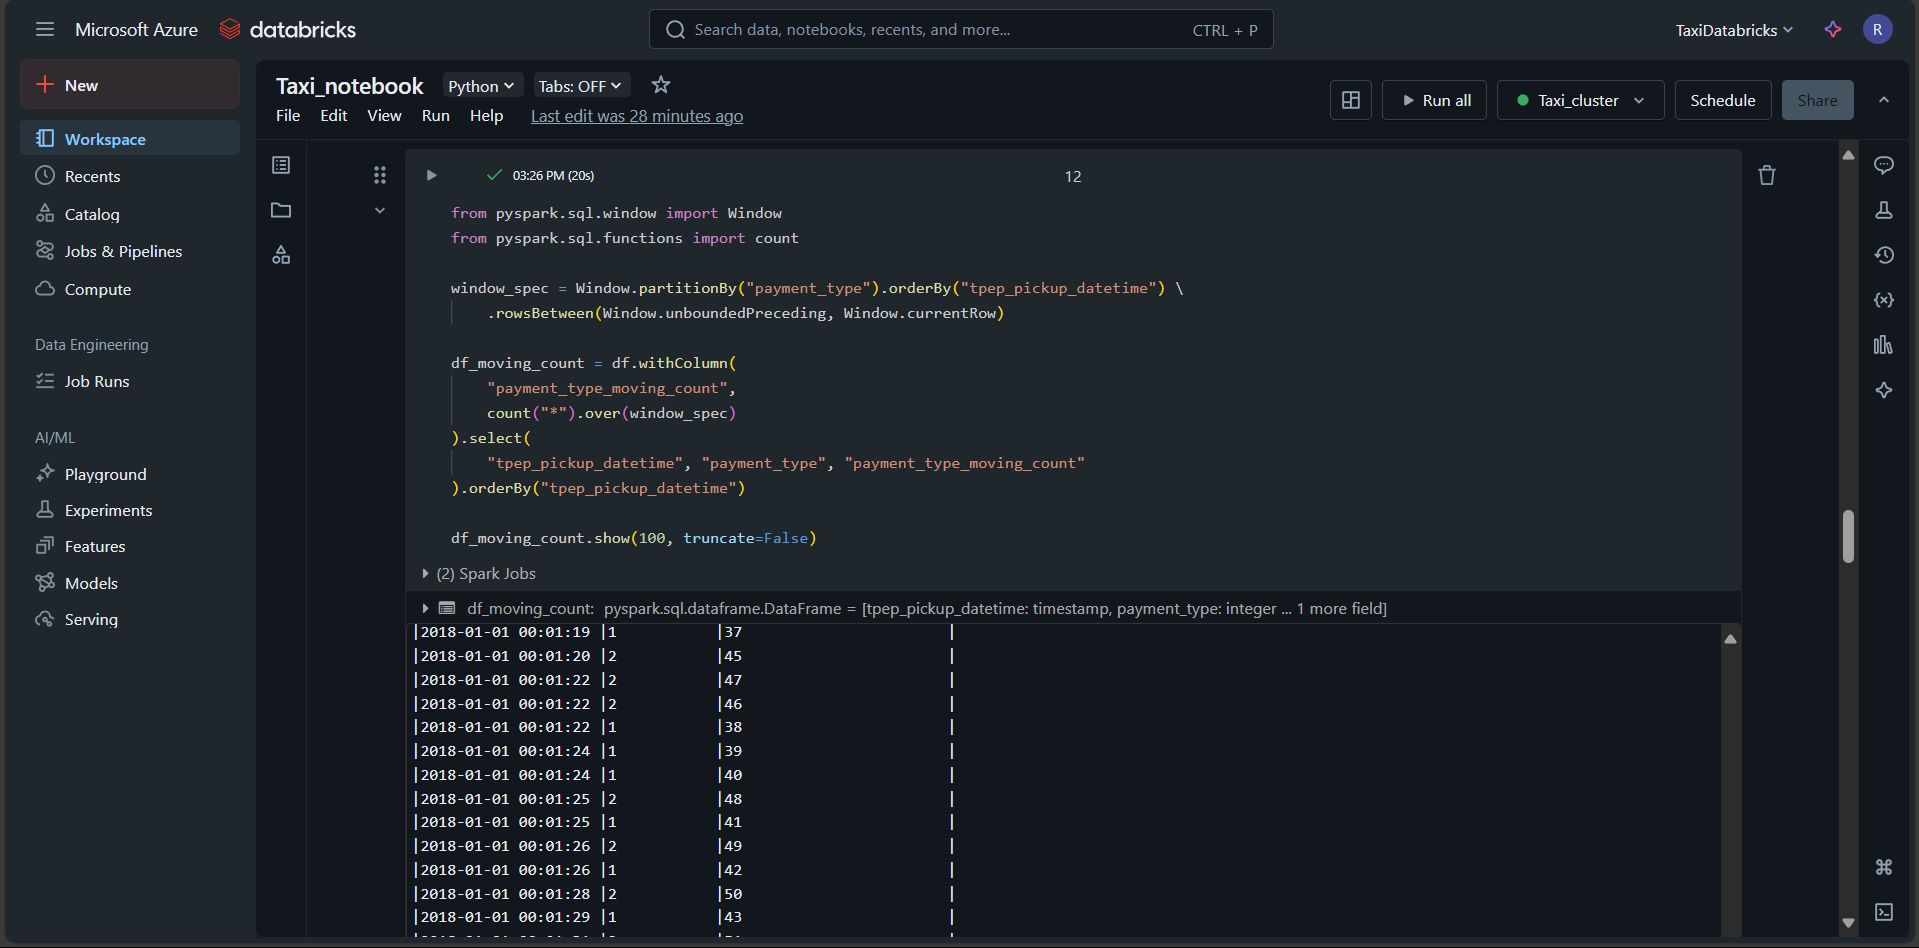 Microsoft Azure databricks
Search data, notebooks, recents, and more... CTRL + P
TaxiDatabricks R
New
Workspace
Recents
Catalog
Jobs & Pipelines
Compute
Data Engineering
Job Runs
AI/ML
Playground
Experiments
Features
Models
Serving
Taxi_notebook Python Tabs: OFF
File Edit View Run Help Last edit was 28 minutes ago
Run all Taxi_cluster Schedule Share
03:26 PM (20s) 12
from pyspark.sql.window import Window
from pyspark.sql.functions import count
window_spec = Window.partitionBy("payment_type").orderBy("tpep_pickup_datetime") \
.rowsBetween(Window.unboundedPreceding, Window.currentRow)
df_moving_count = df.withColumn(
"payment_type_moving_count",
count("*").over(window_spec)
).select(
"tpep_pickup_datetime", "payment_type", "payment_type_moving_count"
).orderBy("tpep_pickup_datetime")
df_moving_count.show(100, truncate=False)
(2) Spark Jobs
df_moving_count: pyspark.sql.dataframe.DataFrame = [tpep_pickup_datetime: timestamp, payment_type: integer ... 1 more field]
|2018-01-01 00:01:19 |1 |37 |
|2018-01-01 00:01:20 |2 |45 |
|2018-01-01 00:01:22 |2 |47 |
|2018-01-01 00:01:22 |2 |46 |
|2018-01-01 00:01:22 |1 |38 |
|2018-01-01 00:01:24 |1 |39 |
|2018-01-01 00:01:24 |1 |40 |
|2018-01-01 00:01:25 |2 |48 |
|2018-01-01 00:01:25 |1 |41 |
|2018-01-01 00:01:26 |2 |49 |
|2018-01-01 00:01:26 |1 |42 |
|2018-01-01 00:01:28 |2 |50 |
|2018-01-01 00:01:29 |1 |43 |